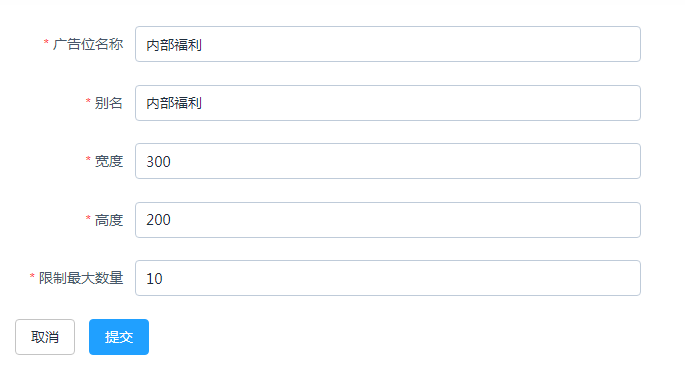 * 广告位名称 内部福利
* 别名 内部福利
* 宽度 300
* 高度 200
* 限制最大数量 10
取消 提交